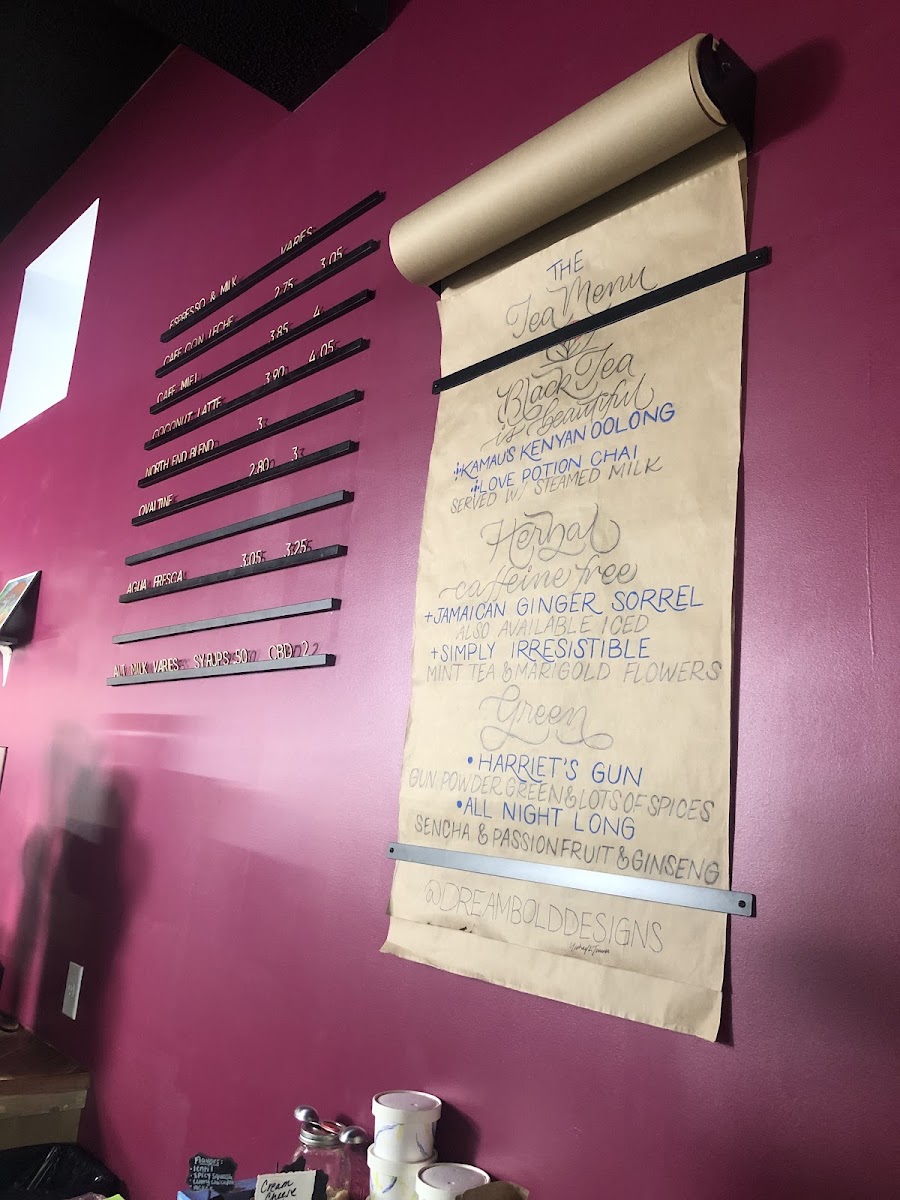 ESPRESSO & MILK VARIES
CAFE CON LECHE 2.75 3.05
CAFE MIEL 3.85 4
COCONUT LATTE 3.90 4.05
NORTH END BLEND 3
OVALTINE 2.80 3
AGUA FRESCA 3.05 3.25
ALT MILK VARIES SYRUPS .50 CBD 2
THE
Tea Menu
Black Tea
is beautiful
KAMAU'S KENYAN OOLONG
LOVE POTION CHAI
SERVED W/ STEAMED MILK
Herbal
caffeine free
+JAMAICAN GINGER SORREL
ALSO AVAILABLE ICED
+SIMPLY IRRESISTIBLE
MINT TEA & MARIGOLD FLOWERS
Green
•HARRIET'S GUN
GUN POWDER GREEN & LOTS OF SPICES
•ALL NIGHT LONG
SENCHA & PASSIONFRUIT & GINSENG
@DREAMBOLDDESIGNS
FLAVORS:
Cream
Cheese